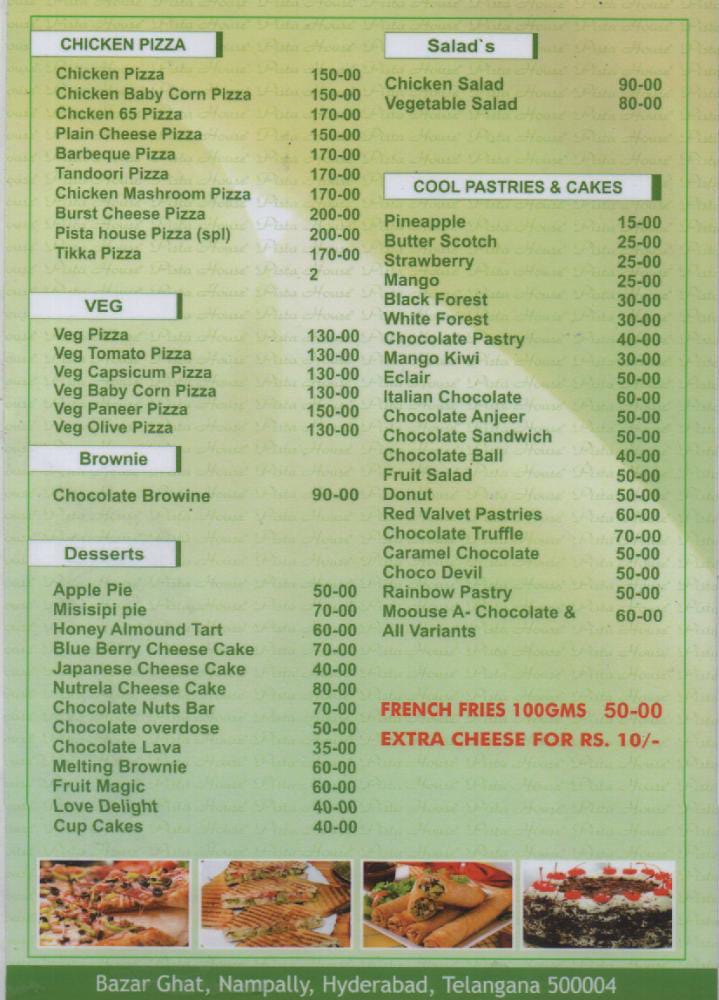 CHICKEN PIZZA
Chicken Pizza 150-00
Chicken Baby Corn PIzza 150-00
Chcken 65 Pizza 170-00
Plain Cheese Pizza 150-00
Barbeque Pizza 170-00
Tandoori Pizza 170-00
Chicken Mashroom Pizza 170-00
Burst Cheese Pizza 200-00
Pista house Pizza (spl) 200-00
Tikka Pizza 170-00
2
VEG
Veg Pizza 130-00
Veg Tomato Pizza 130-00
Veg Capsicum Pizza 130-00
Veg Baby Corn Pizza 130-00
Veg Paneer Pizza 150-00
Veg Olive Pizza 130-00
Brownie
Chocolate Browine 90-00
Desserts
Apple Pie 50-00
Misisipi pie 70-00
Honey Almound Tart 60-00
Blue Berry Cheese Cake 70-00
Japanese Cheese Cake 40-00
Nutrela Cheese Cake 80-00
Chocolate Nuts Bar 70-00
Chocolate overdose 50-00
Chocolate Lava 35-00
Melting Brownie 60-00
Fruit Magic 60-00
Love Delight 40-00
Cup Cakes 40-00
Salad`s
Chicken Salad 90-00
Vegetable Salad 80-00
COOL PASTRIES & CAKES
Pineapple 15-00
Butter Scotch 25-00
Strawberry 25-00
Mango 25-00
Black Forest 30-00
White Forest 30-00
Chocolate Pastry 40-00
Mango Kiwi 30-00
Eclair 50-00
Italian Chocolate 60-00
Chocolate Anjeer 50-00
Chocolate Sandwich 50-00
Chocolate Ball 40-00
Fruit Salad 50-00
Donut 50-00
Red Valvet Pastries 60-00
Chocolate Truffle 70-00
Caramel Chocolate 50-00
Choco Devil 50-00
Rainbow Pastry 50-00
Moouse A- Chocolate & 60-00
All Variants
FRENCH FRIES 100GMS 50-00
EXTRA CHEESE FOR RS. 10/-
Bazar Ghat, Nampally, Hyderabad, Telangana 500004